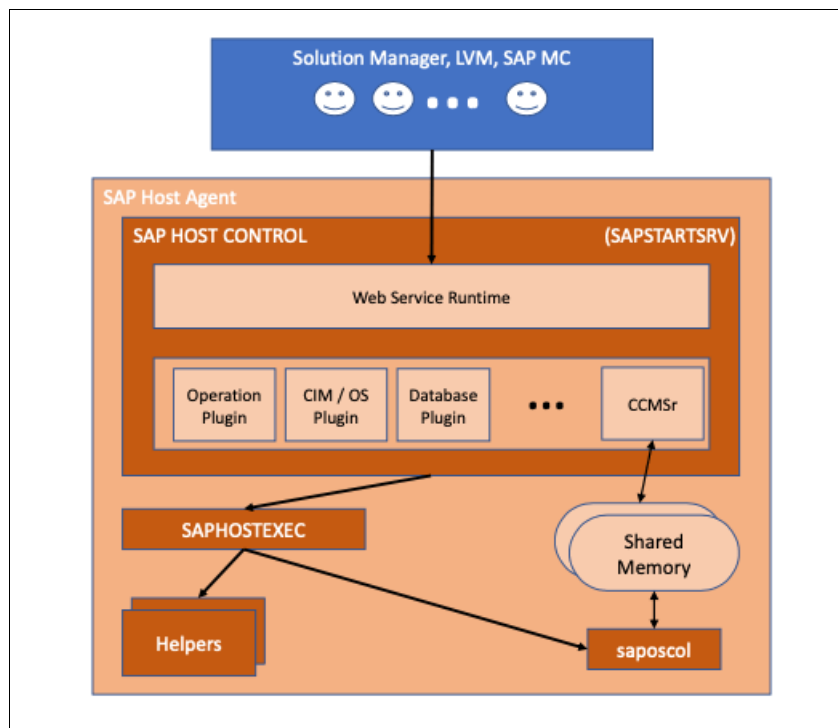 Solution Manager, LVM, SAP MC
SAP Host Agent
SAP HOST CONTROL (SAPSTARTSRV)
Web Service Runtime
Operation
Plugin
CIM / OS
Plugin
Database
Plugin
CCMSr
SAPHOSTEXEC
Shared
Memory
Helpers
saposcol